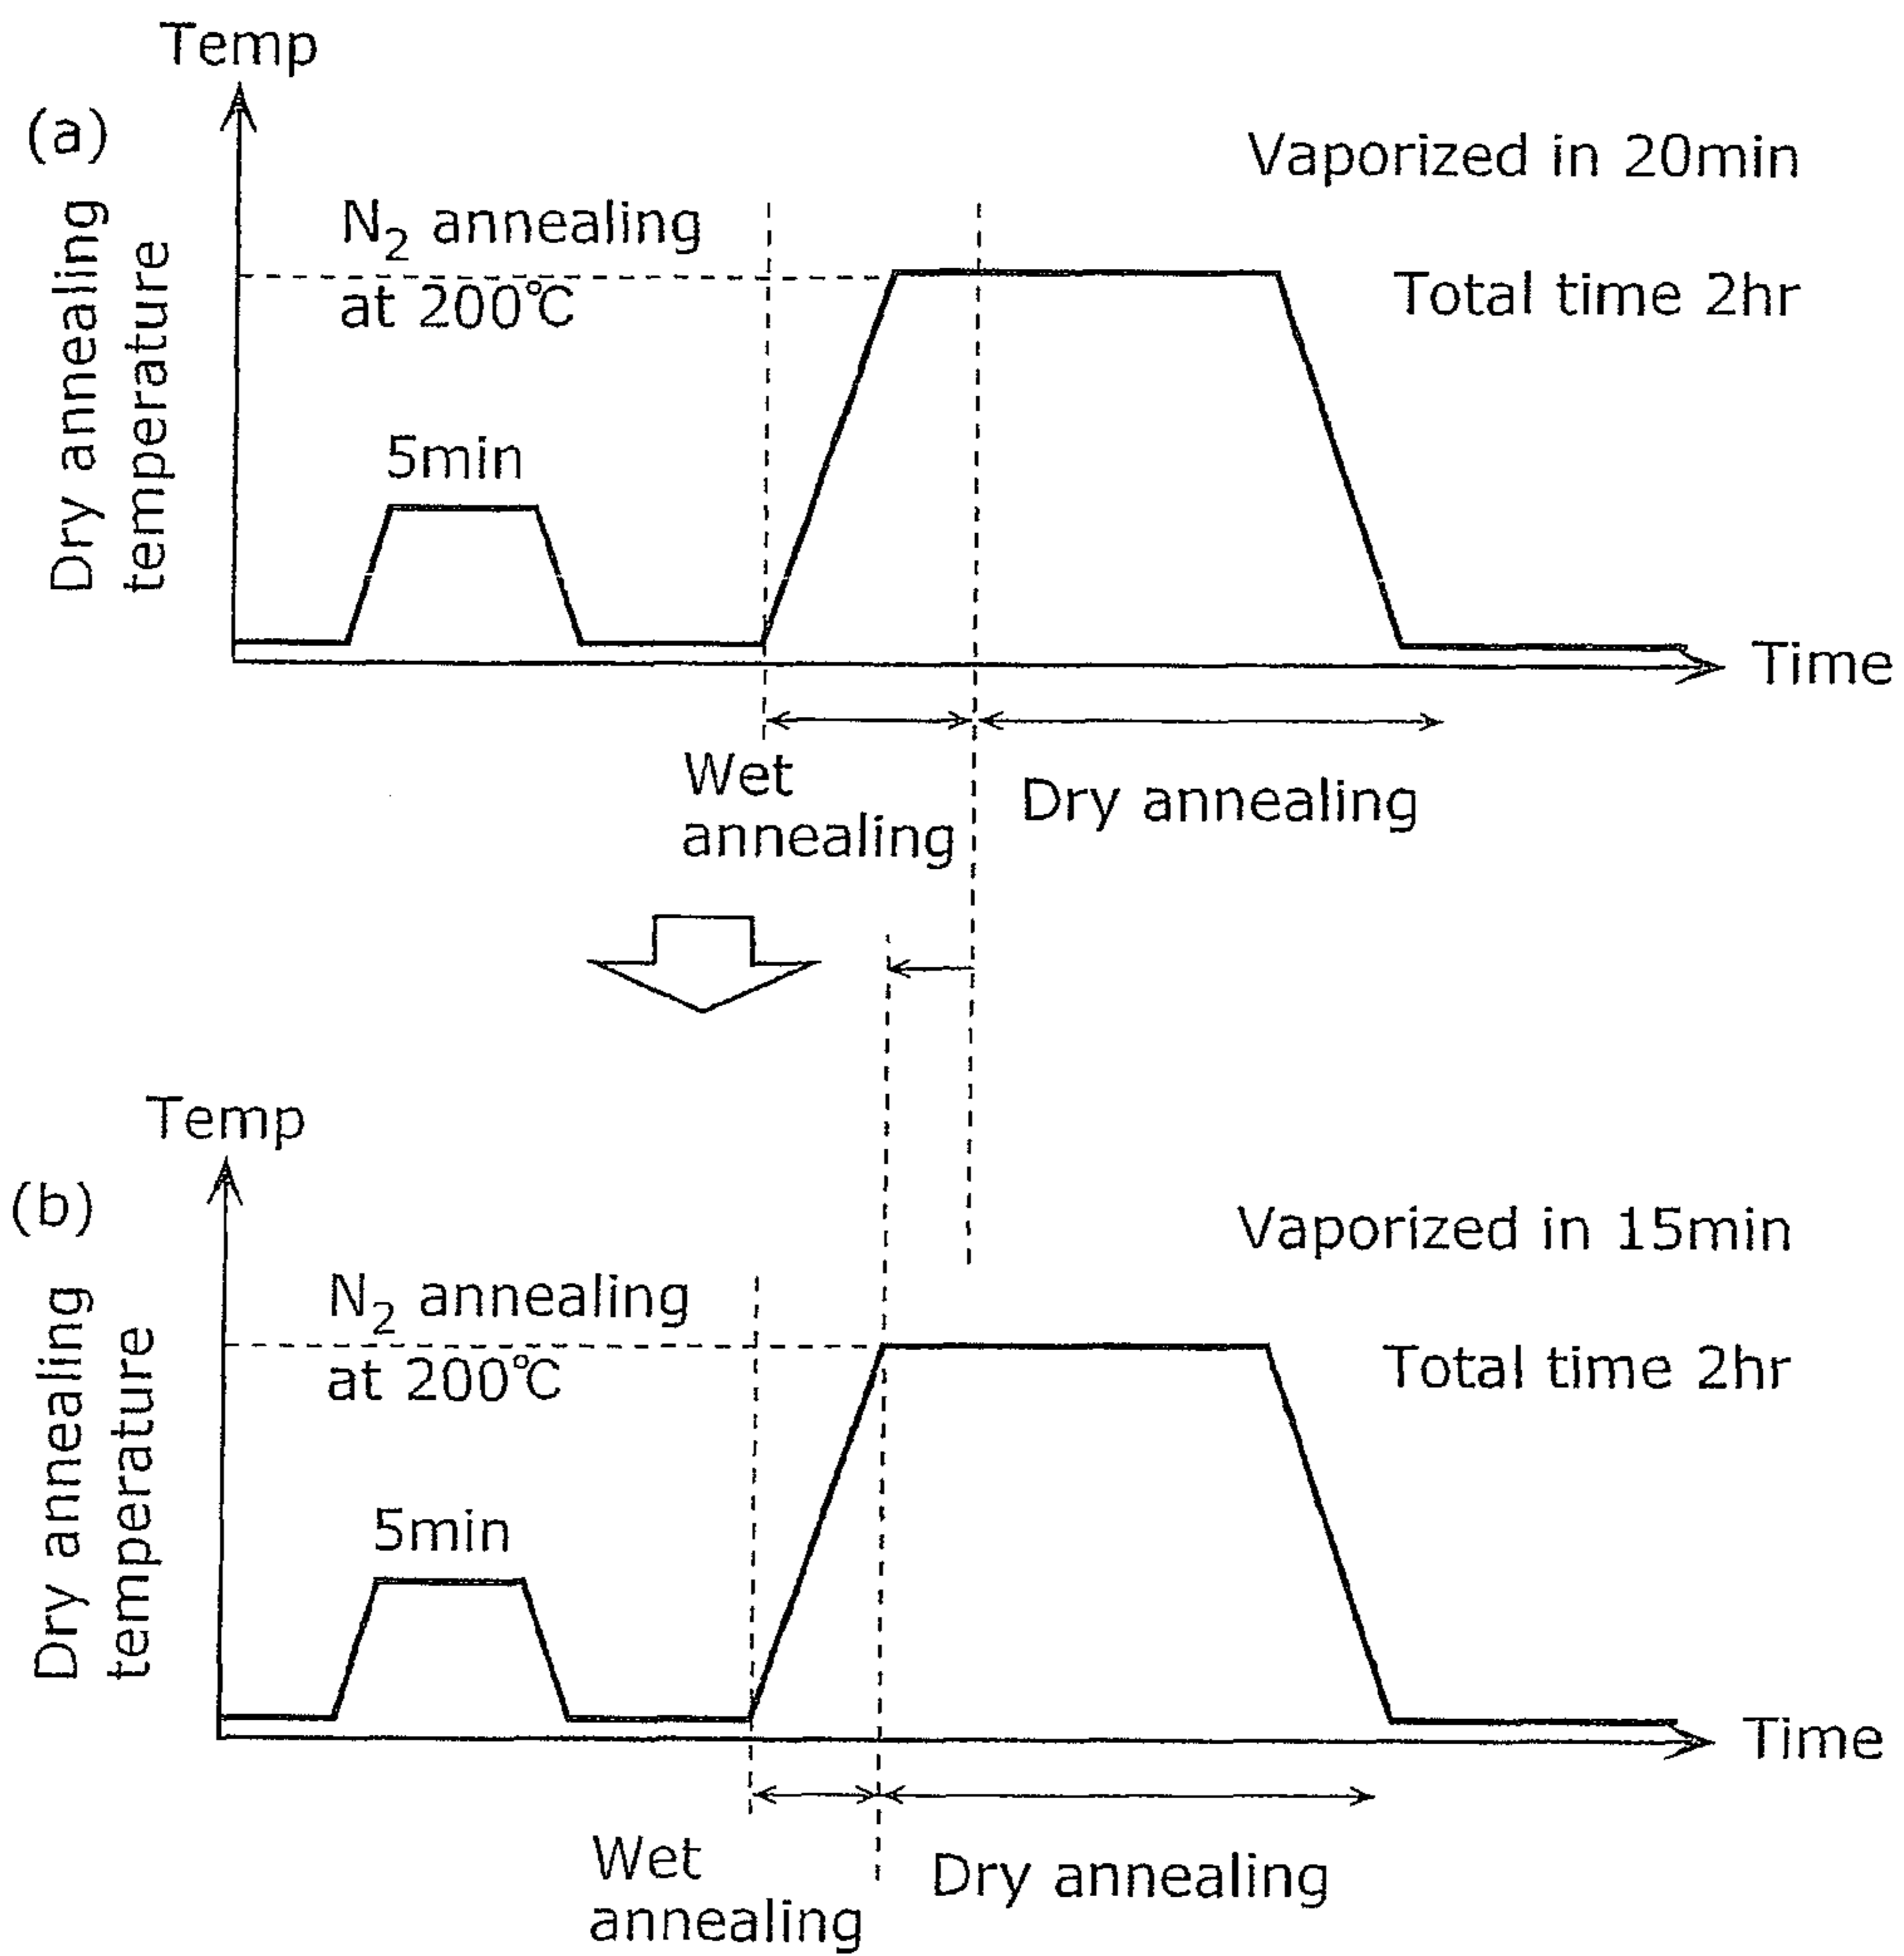 Temp
(a)
Vaporized in 20min
N₂ annealing
at 200℃
Total time 2hr
Dry annealing
temperature
5min
Time
Wet
annealing
Dry annealing
Temp
(b)
Vaporized in 15min
N₂ annealing
at 200℃
Total time 2hr
Dry annealing
temperature
5min
Time
Wet
annealing
Dry annealing